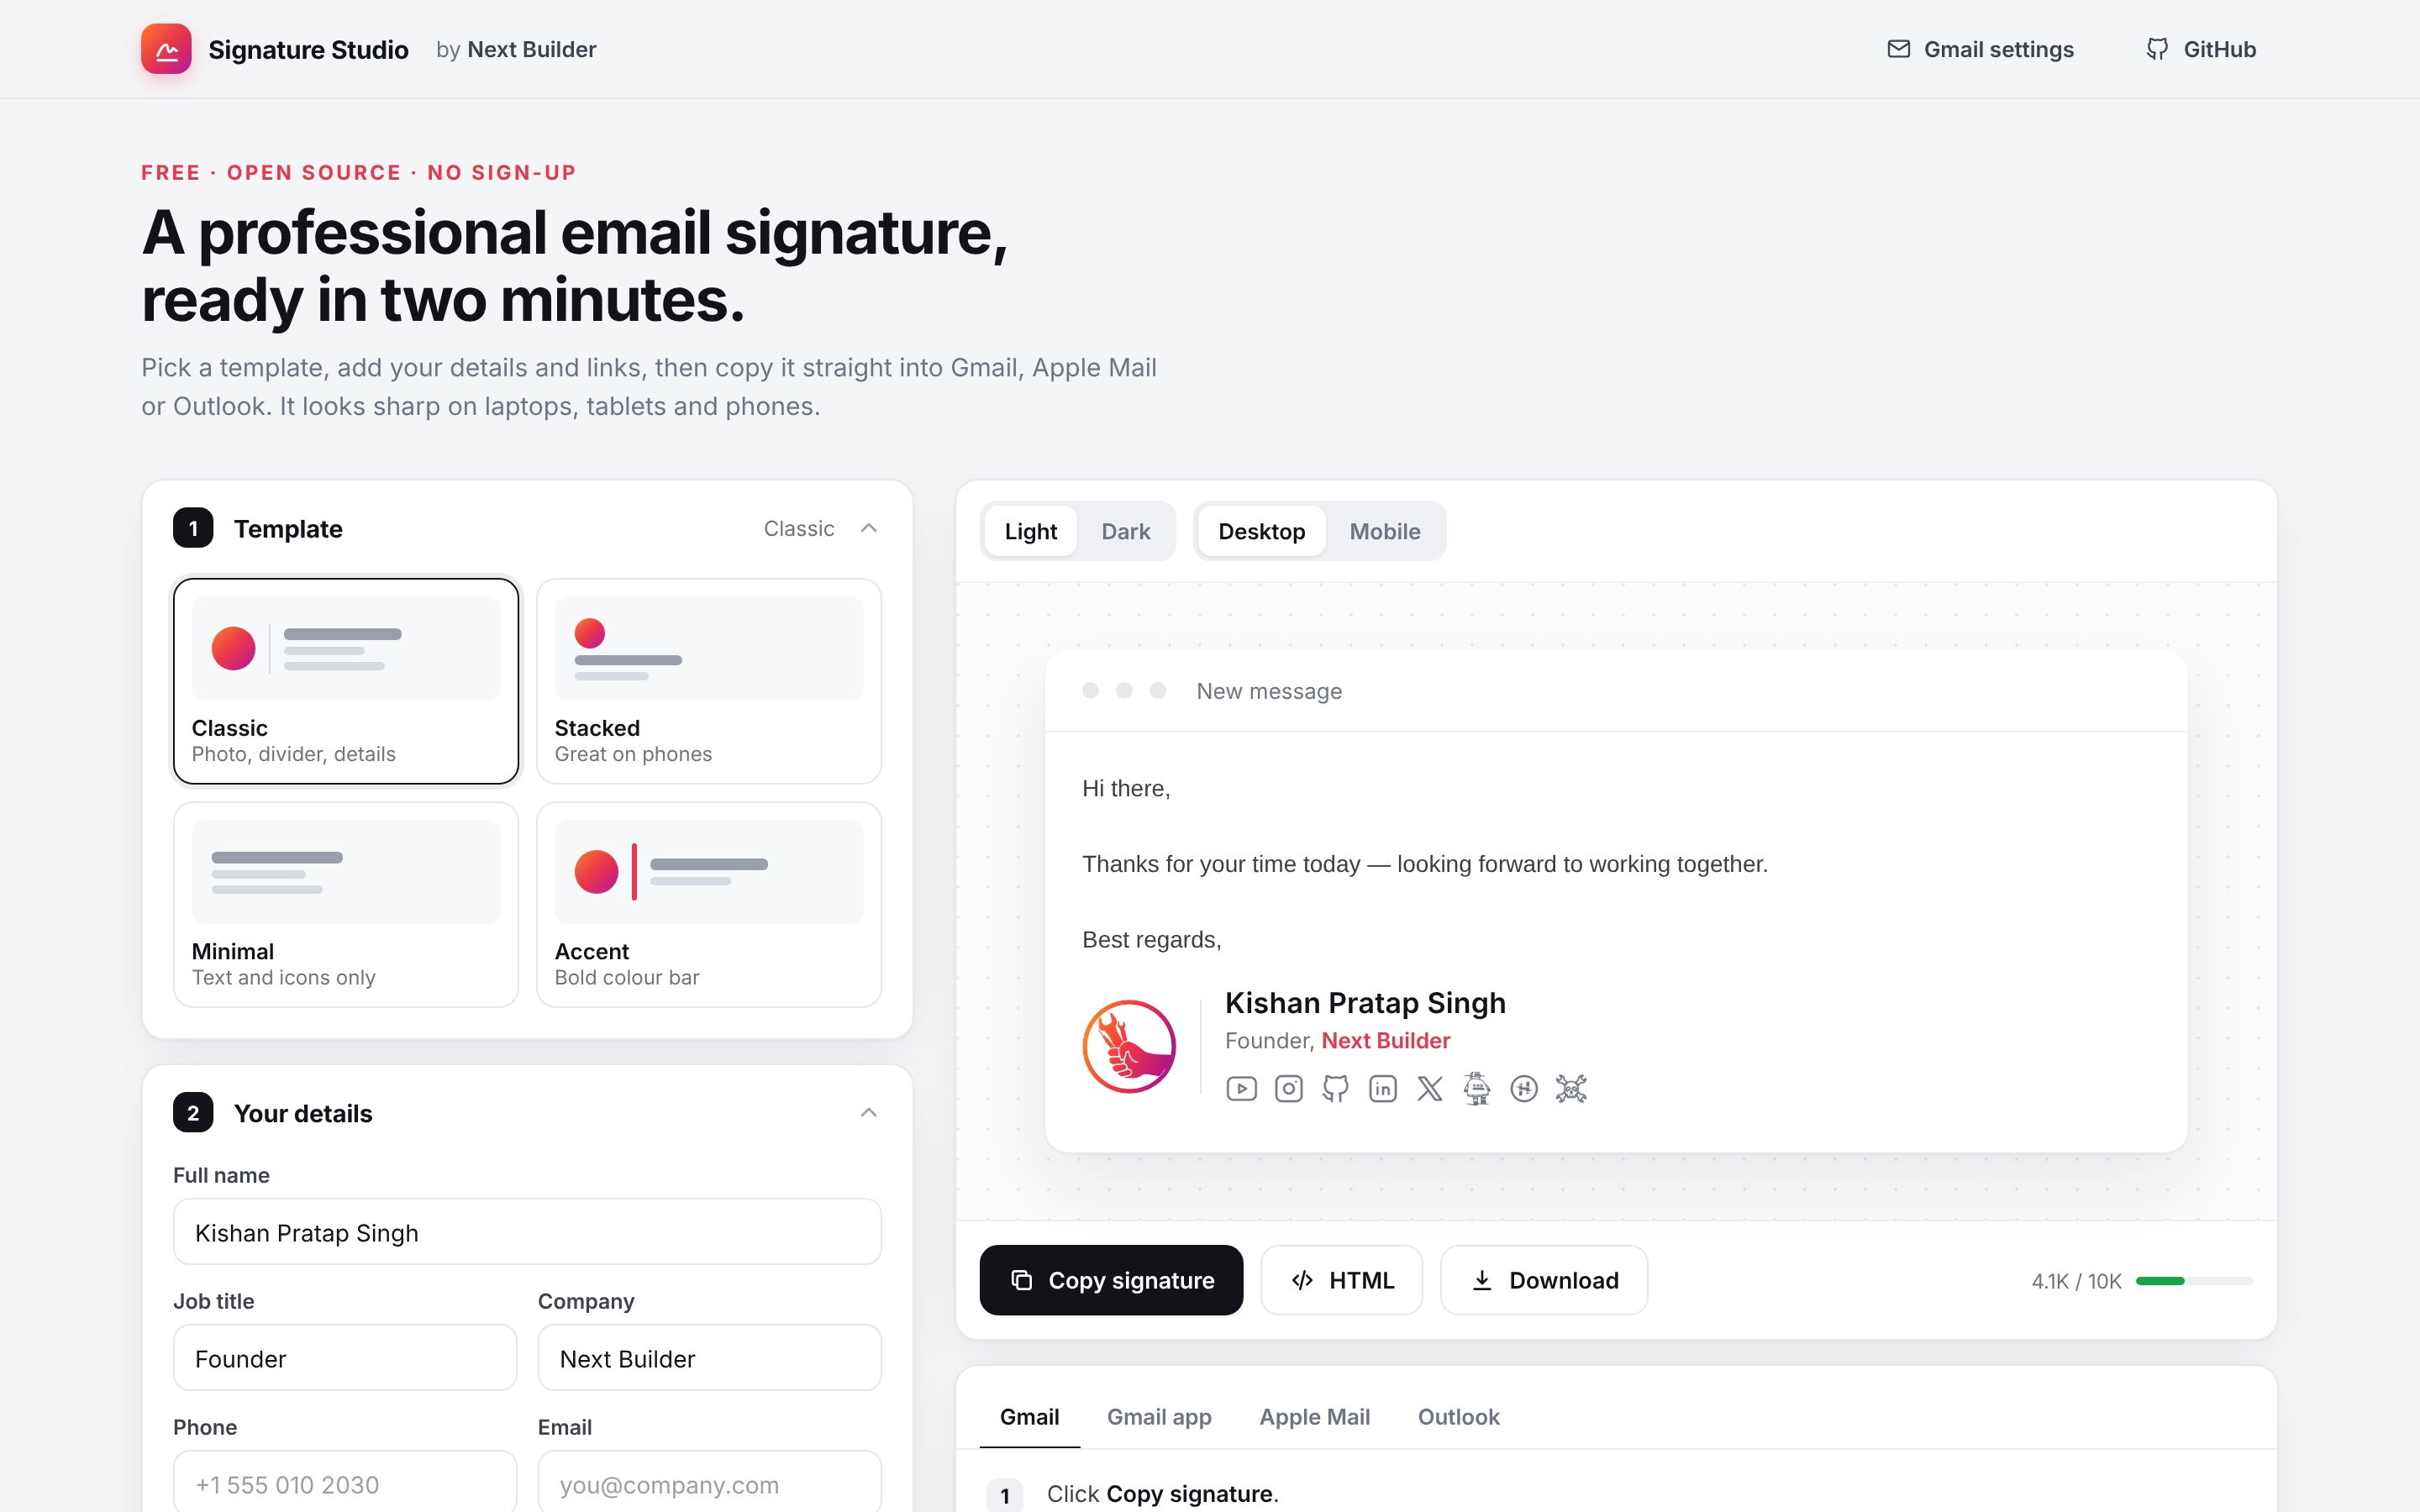 Signature Studio by Next Builder
Gmail settings
GitHub
FREE · OPEN SOURCE · NO SIGN-UP
A professional email signature,
ready in two minutes.
Pick a template, add your details and links, then copy it straight into Gmail, Apple Mail
or Outlook. It looks sharp on laptops, tablets and phones.
1 Template Classic
Classic
Photo, divider, details
Stacked
Great on phones
Minimal
Text and icons only
Accent
Bold colour bar
2 Your details
Full name
Kishan Pratap Singh
Job title
Founder
Company
Next Builder
Phone
+1 555 010 2030
Email
you@company.com
Light Dark Desktop Mobile
New message
Hi there,
Thanks for your time today — looking forward to working together.
Best regards,
Kishan Pratap Singh
Founder, Next Builder
Copy signature
HTML
Download
4.1K / 10K
Gmail Gmail app Apple Mail Outlook
1 Click Copy signature.